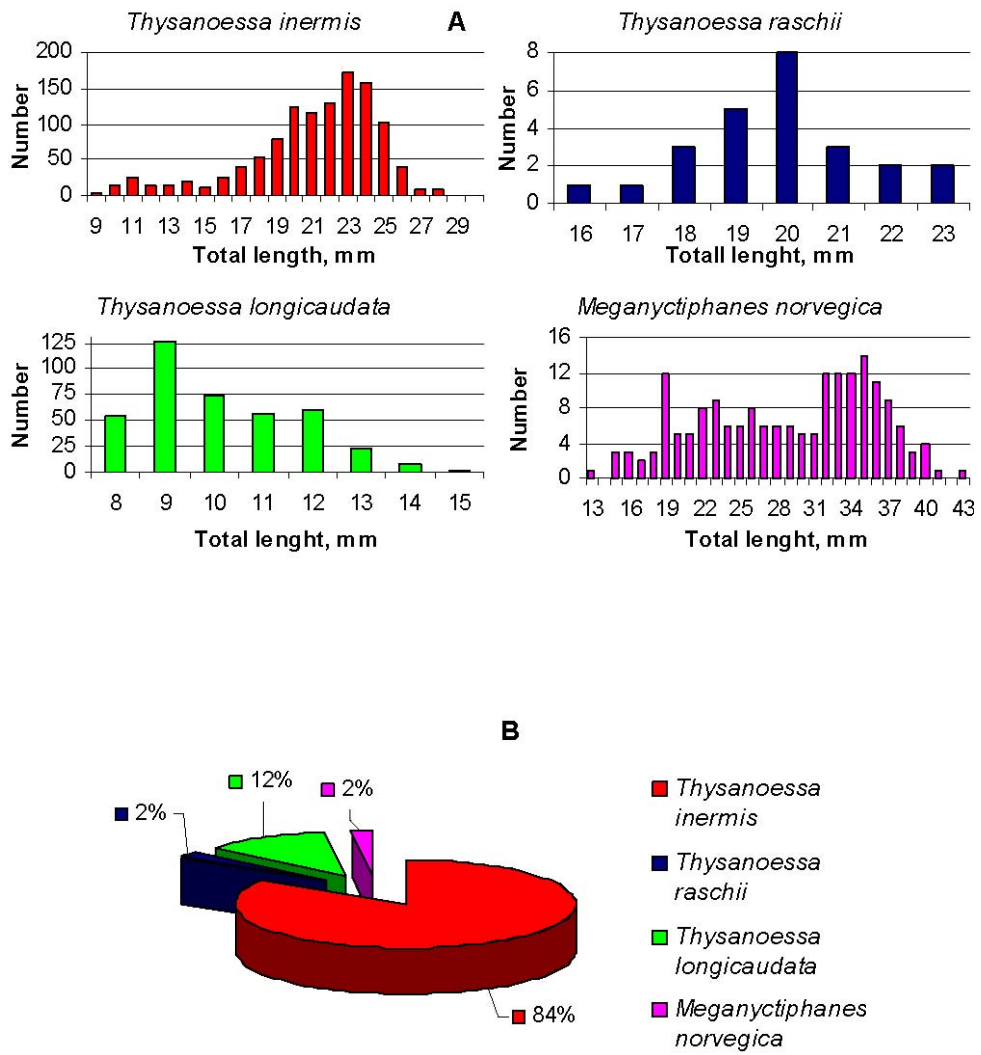 Thysanoessa inermis
A
Thysanoessa raschii
200
150
100
50
0
Number
9 11 13 15 17 19 21 23 25 27 29
Total length, mm
8
6
4
2
0
Number
16 17 18 19 20 21 22 23
Totall lenght, mm
Thysanoessa longicaudata
Meganyctiphanes norvegica
125
100
75
50
25
0
Number
8 9 10 11 12 13 14 15
Total lenght, mm
16
12
8
4
0
Number
13 16 19 22 25 28 31 34 37 40 43
Total lenght, mm
B
12%
2%
2%
84%
Thysanoessa
inermis
Thysanoessa
raschii
Thysanoessa
longicaudata
Meganyctiphanes
norvegica